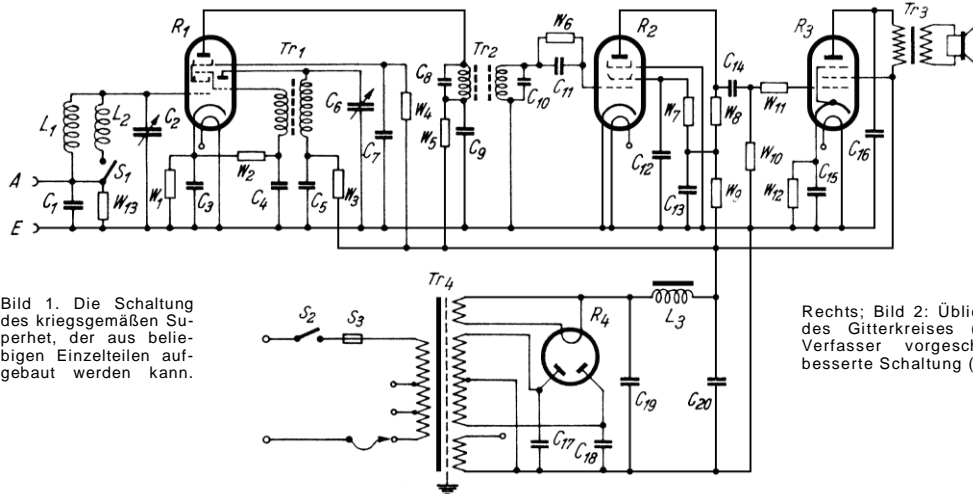 R1
Tr1
Tr2
W6
R2
R3
Tr3
C8
C10
C11
C14
W11
L1
L2
C2
C6
W4
W5
C7
C9
W7
W8
W10
C16
S1
A
C1
W13
W1
C3
W2
C4
C5
W3
C12
C13
W9
W12
C15
E
Bild 1. Die Schaltung
des kriegsgemäßen Su-
perhet, der aus belie-
bigen Einzelteilen auf-
gebaut werden kann.
Tr4
S2
S3
R4
L3
C19
C20
C17
C18
Rechts; Bild 2: Üblic
des Gitterkreises (
Verfasser vorgesch
besserte Schaltung (